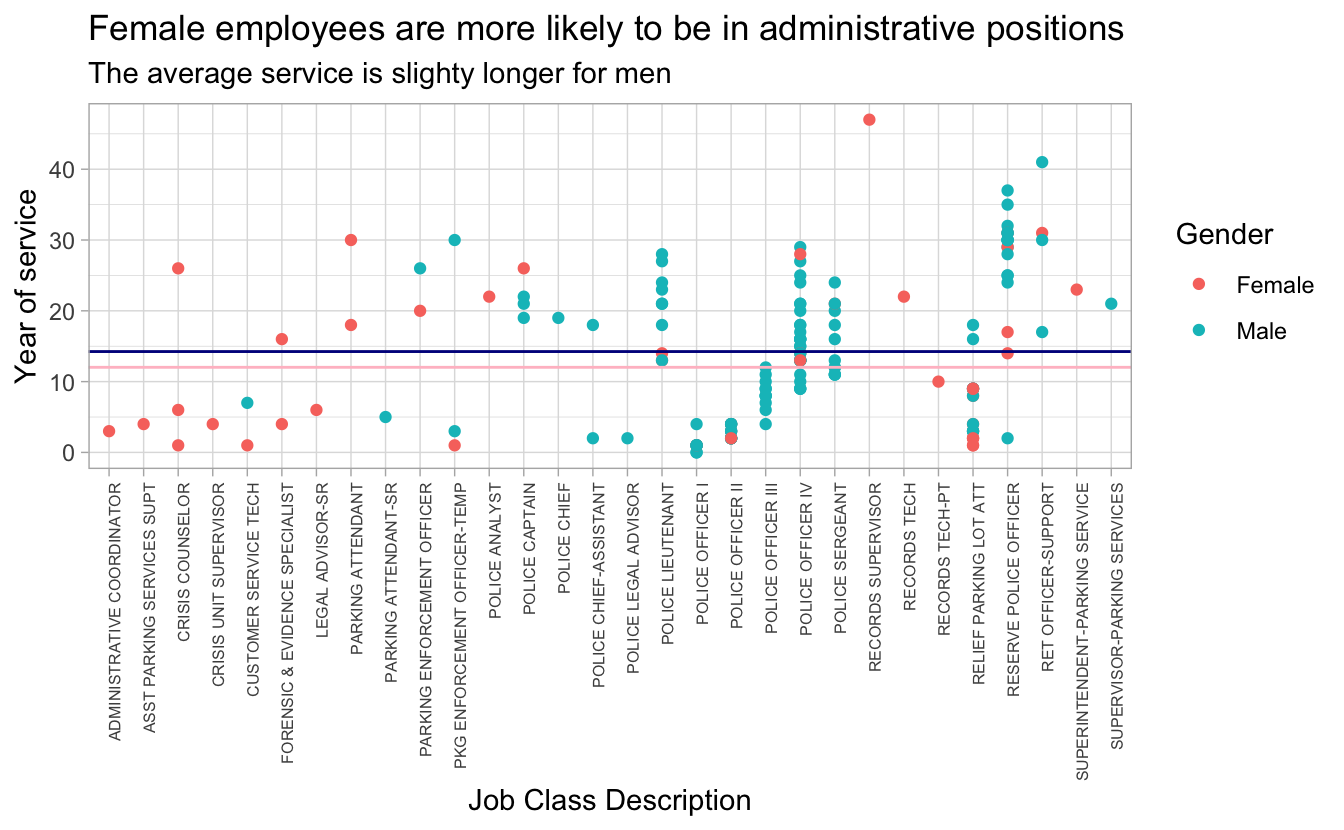 Female employees are more likely to be in administrative positions
The average service is slighty longer for men
Year of service
40
30
20
10
0
Gender
Female
Male
ADMINISTRATIVE COORDINATOR
ASST PARKING SERVICES SUPT
CRISIS COUNSELOR
CRISIS UNIT SUPERVISOR
CUSTOMER SERVICE TECH
FORENSIC & EVIDENCE SPECIALIST
LEGAL ADVISOR-SR
PARKING ATTENDANT
PARKING ATTENDANT-SR
PARKING ENFORCEMENT OFFICER
PKG ENFORCEMENT OFFICER-TEMP
POLICE ANALYST
POLICE CAPTAIN
POLICE CHIEF
POLICE CHIEF-ASSISTANT
POLICE LEGAL ADVISOR
POLICE LIEUTENANT
POLICE OFFICER I
POLICE OFFICER II
POLICE OFFICER III
POLICE OFFICER IV
POLICE SERGEANT
RECORDS SUPERVISOR
RECORDS TECH
RECORDS TECH-PT
RELIEF PARKING LOT ATT
RESERVE POLICE OFFICER
RET OFFICER-SUPPORT
SUPERINTENDENT-PARKING SERVICE
SUPERVISOR-PARKING SERVICES
Job Class Description